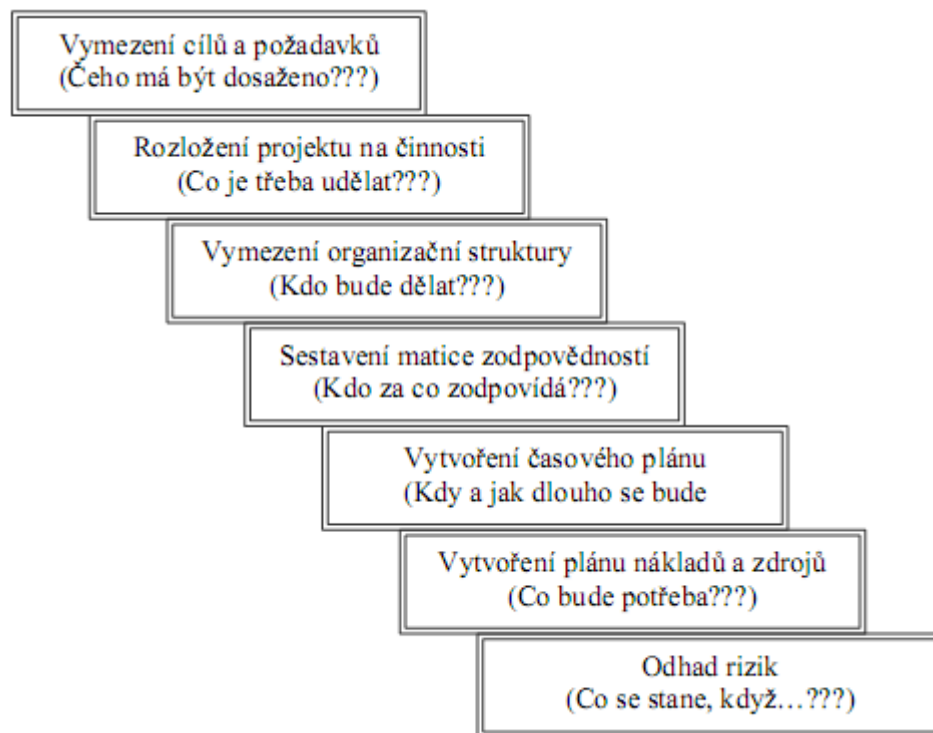 Vymezení cílů a požadavků
(Čeho má být dosaženo???)
Rozložení projektu na činnosti
(Co je třeba udělat???)
Vymezení organizační struktury
(Kdo bude dělat???)
Sestavení matice zodpovědností
(Kdo za co zodpovídá???)
Vytvoření časového plánu
(Kdy a jak dlouho se bude
Vytvoření plánu nákladů a zdrojů
(Co bude potřeba???)
Odhad rizik
(Co se stane, když…???)